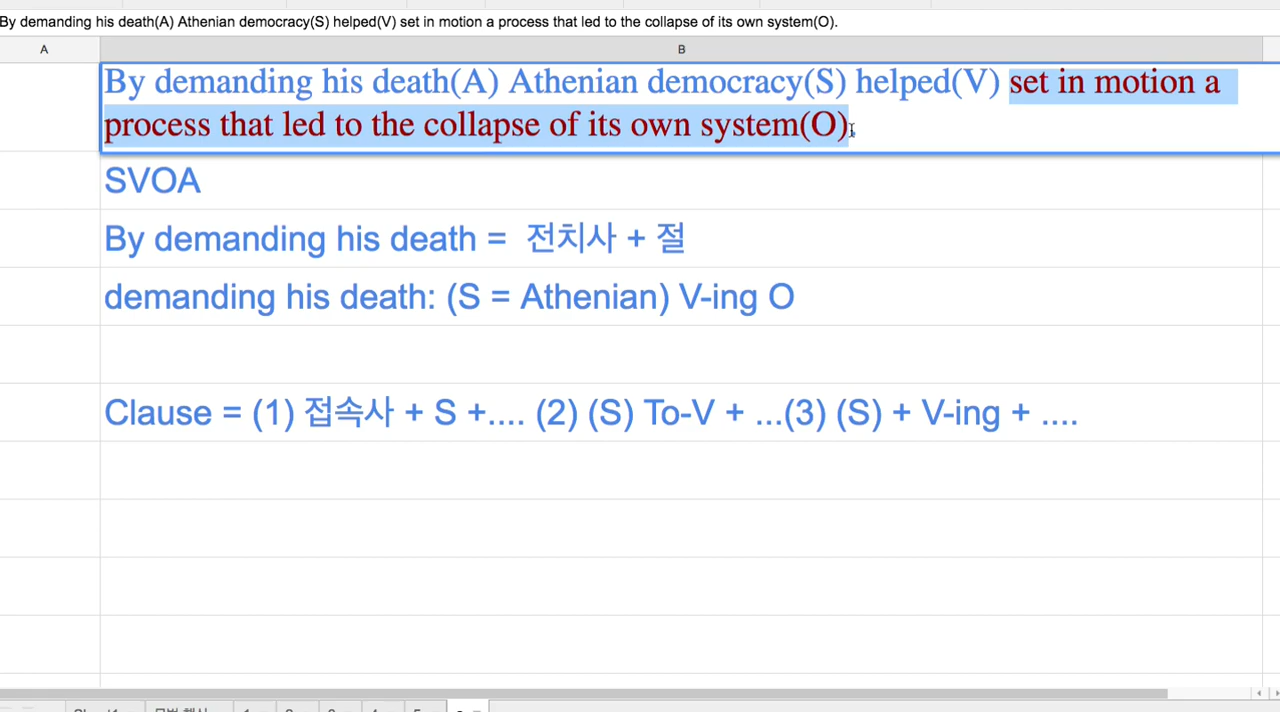 By demanding his death(A) Athenian democracy(S) helped(V) set in motion a process that led to the collapse of its own system(O).
A B
By demanding his death(A) Athenian democracy(S) helped(V) set in motion a
process that led to the collapse of its own system(O).
SVOA
By demanding his death = 전치사 + 절
demanding his death: (S = Athenian) V-ing O
Clause = (1) 접속사 + S +.... (2) (S) To-V + ...(3) (S) + V-ing + ....